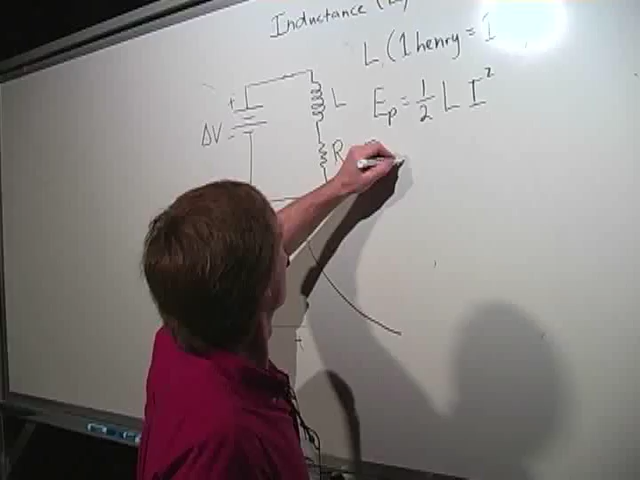 Inductance (L)
L (1 henry = 1
Ep = 1/2 L I²
+
L
ΔV
-
R